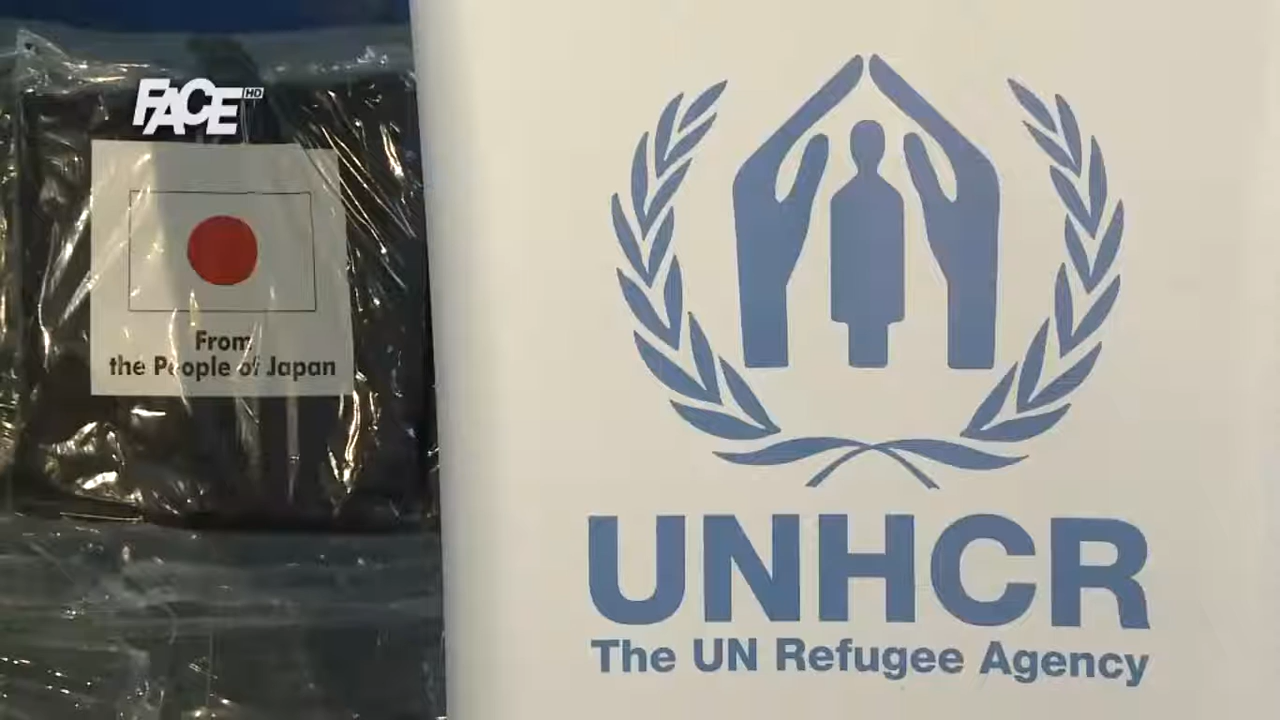 FACE HD
From
the People of Japan
UNHCR
The UN Refugee Agency